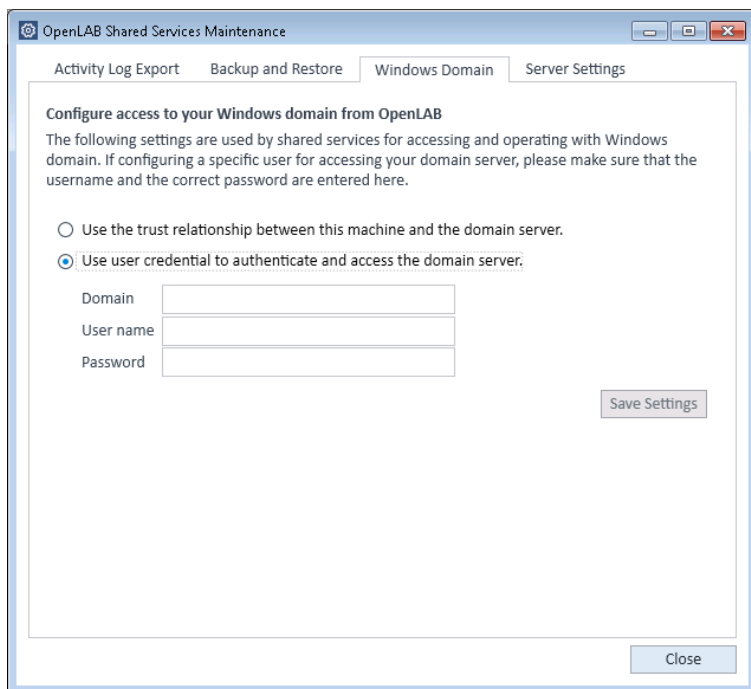 OpenLAB Shared Services Maintenance
Activity Log Export
Backup and Restore
Windows Domain
Server Settings
Configure access to your Windows domain from OpenLAB
The following settings are used by shared services for accessing and operating with Windows
domain. If configuring a specific user for accessing your domain server, please make sure that the
username and the correct password are entered here.
Use the trust relationship between this machine and the domain server.
Use user credential to authenticate and access the domain server.
Domain
User name
Password
Save Settings
Close